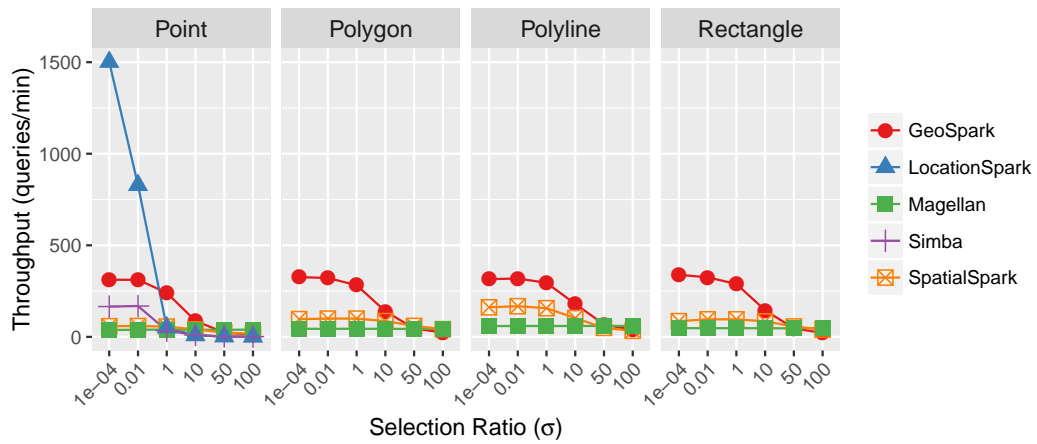 Point Polygon Polyline Rectangle
1500
1000
500
0
Throughput (queries/min)
1e−04 0.01 1 10 50 100 1e−04 0.01 1 10 50 100 1e−04 0.01 1 10 50 100 1e−04 0.01 1 10 50 100
Selection Ratio (σ)
GeoSpark
LocationSpark
Magellan
Simba
SpatialSpark